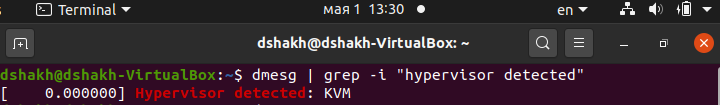 Terminal мая 1 13:30 en
dshakh@dshakh-VirtualBox: ~
dshakh@dshakh-VirtualBox:~$ dmesg | grep -i "hypervisor detected"
[    0.000000] Hypervisor detected: KVM